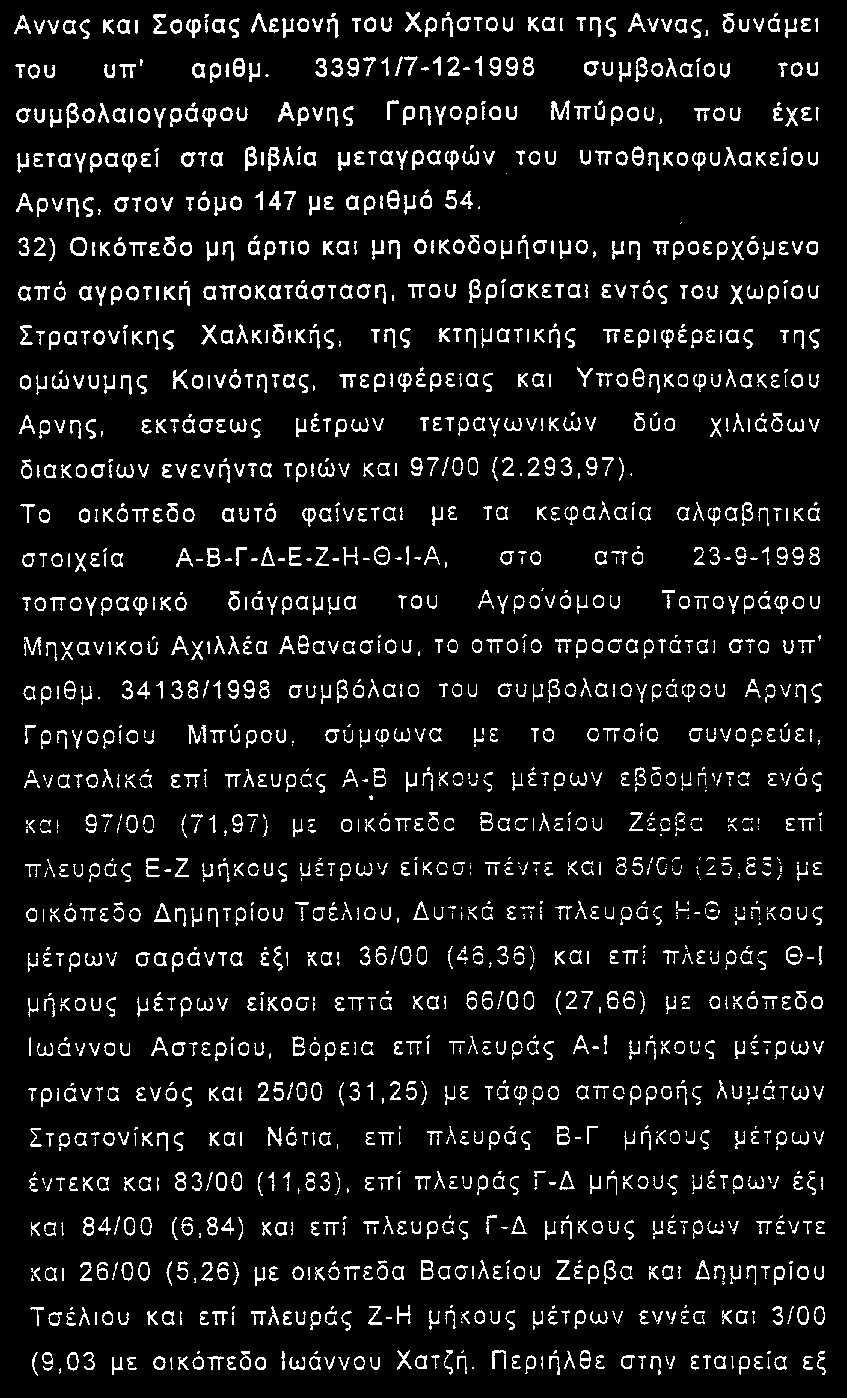 Αννας και Σοφίας Λεμονή του Χρήστου και της Αννας, δυνάμει
του υπ' αριθμ. 33971/7-12-1998 συμβολαίου του
συμβολαιογράφου Αρνης Γρηγορίου Μπύρου, που έχει
μεταγραφεί στα βιβλία μεταγραφών του υποθηκοφυλακείου
Αρνης, στον τόμο 147 με αριθμό 54.
32) Οικόπεδο μη άρτιο και μη οικοδομήσιμο, μη προερχόμενο
από αγροτική αποκατάσταση, που βρίσκεται εντός του χωρίου
Στρατονίκης Χαλκιδικής, της κτηματικής περιφέρειας της
ομώνυμης Κοινότητας, περιφέρειας και Υποθηκοφυλακείου
Αρνης, εκτάσεως μέτρων τετραγωνικών δύο χιλιάδων
διακοσίων ενενήντα τριών και 97/00 (2.293,97).
Το οικόπεδο αυτό φαίνεται με τα κεφαλαία αλφαβητικά
στοιχεία Α-Β-Γ-Δ-Ε-Ζ-Η-Θ-Ι-Α, στο από 23-9-1998
τοπογραφικό διάγραμμα του Αγρονόμου Τοπογράφου
Μηχανικού Αχιλλέα Αθανασίου, το οποίο προσαρτάται στο υπ'
αριθμ. 34138/1998 συμβόλαιο του συμβολαιογράφου Αρνης
Γρηγορίου Μπύρου, σύμφωνα με το οποίο συνορεύει,
Ανατολικά επί πλευράς Α-Β μήκους μέτρων εβδομήντα ενός
και 97/00 (71,97) με οικόπεδο Βασιλείου Ζέρβα και επί
πλευράς Ε-Ζ μήκους μέτρων είκοσι πέντε και 85/00 (25,85) με
οικόπεδο Δημητρίου Τσέλιου, Δυτικά επί πλευράς Η-Θ μήκους
μέτρων σαράντα έξι και 36/00 (46,36) και επί πλευράς Θ-Ι
μήκους μέτρων είκοσι επτά και 66/00 (27,66) με οικόπεδο
Ιωάννου Αστερίου, Βόρεια επί πλευράς Α-Ι μήκους μέτρων
τριάντα ενός και 25/00 (31,25) με τάφρο απορροής λυμάτων
Στρατονίκης και Νότια, επί πλευράς Β-Γ μήκους μέτρων
έντεκα και 83/00 (11,83), επί πλευράς Γ-Δ μήκους μέτρων έξι
και 84/00 (6,84) και επί πλευράς Γ-Δ μήκους μέτρων πέντε
και 26/00 (5,26) με οικόπεδα Βασιλείου Ζέρβα και Δημητρίου
Τσέλιου και επί πλευράς Ζ-Η μήκους μέτρων εννέα και 3/00
(9,03 με οικόπεδο Ιωάννου Χατζή. Περιήλθε στην εταιρεία εξ